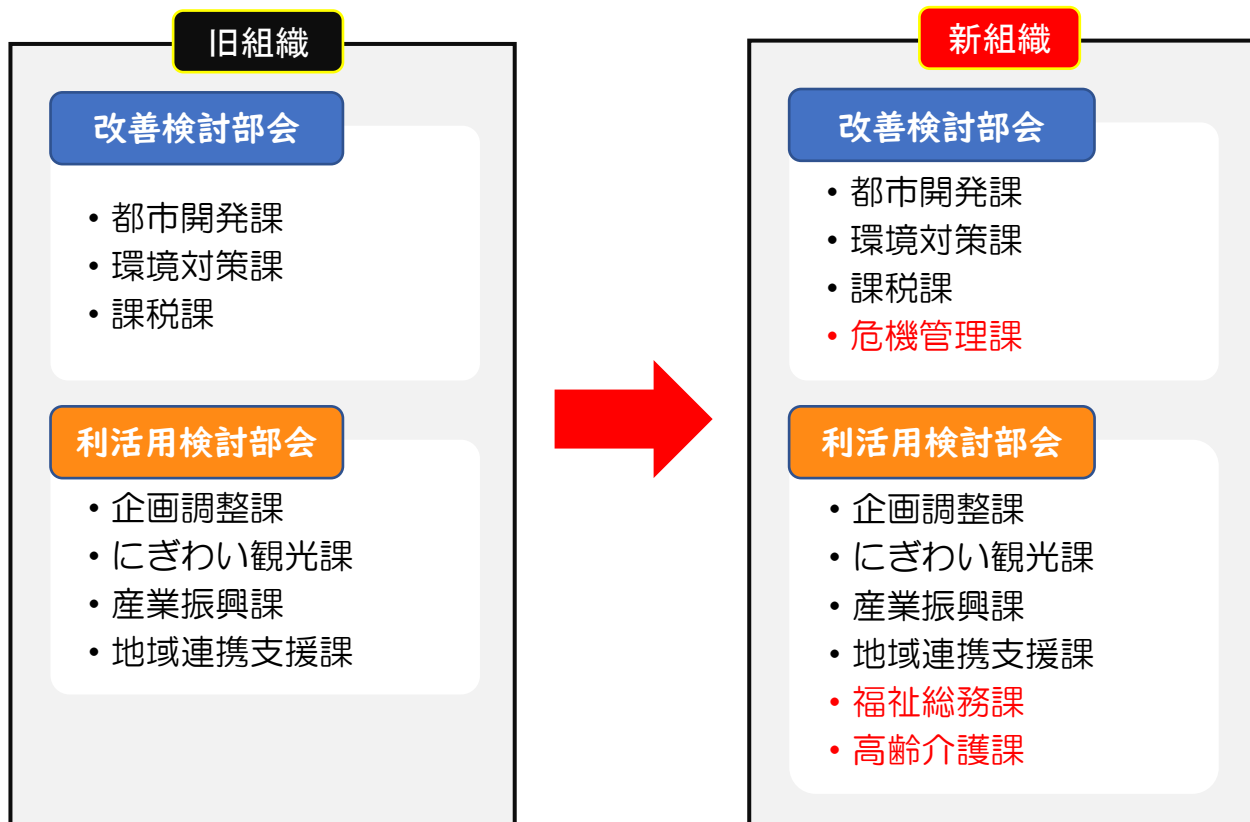 旧組織
改善検討部会
・都市開発課
・環境対策課
・課税課
利活用検討部会
・企画調整課
・にぎわい観光課
・産業振興課
・地域連携支援課
新組織
改善検討部会
・都市開発課
・環境対策課
・課税課
・危機管理課
利活用検討部会
・企画調整課
・にぎわい観光課
・産業振興課
・地域連携支援課
・福祉総務課
・高齢介護課